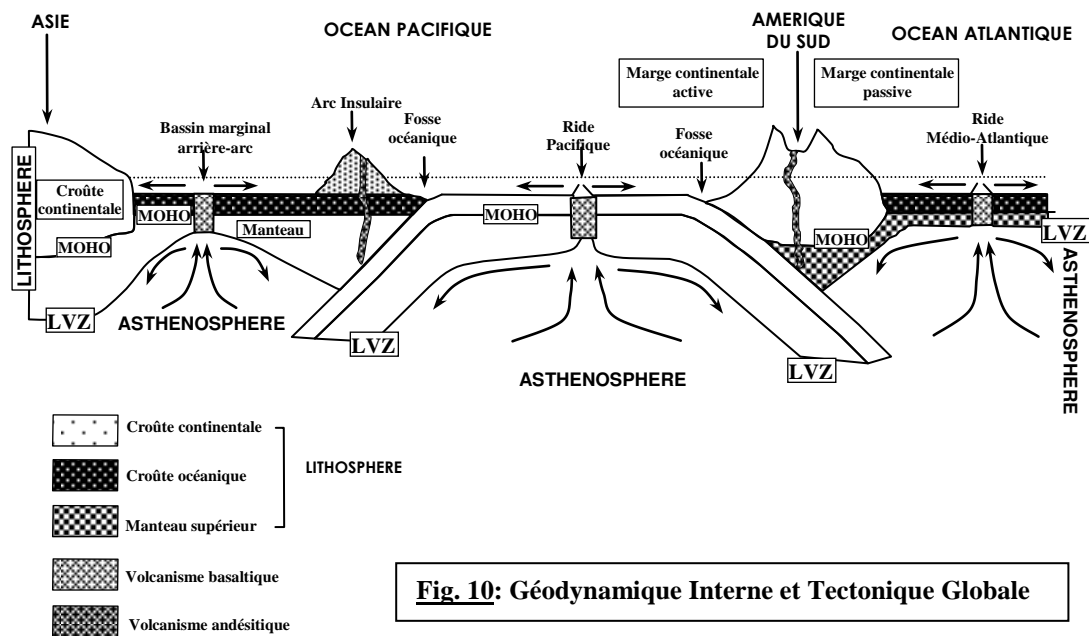 ASIE
OCEAN PACIFIQUE
AMERIQUE
DU SUD
OCEAN ATLANTIQUE
Marge continentale
active
Marge continentale
passive
Arc Insulaire
Bassin marginal
arrière-arc
Fosse
océanique
Ride
Pacifique
Fosse
océanique
Ride
Médio-Atlantique
LITHOSPHERE
Croûte
continentale
MOHO
MOHO
Manteau
MOHO
MOHO
LVZ
LVZ
ASTHENOSPHERE
LVZ
ASTHENOSPHERE
LVZ
ASTHENOSPHERE
Croûte continentale
Croûte océanique
LITHOSPHERE
Manteau supérieur
Volcanisme basaltique
Volcanisme andésitique
Fig. 10: Géodynamique Interne et Tectonique Globale